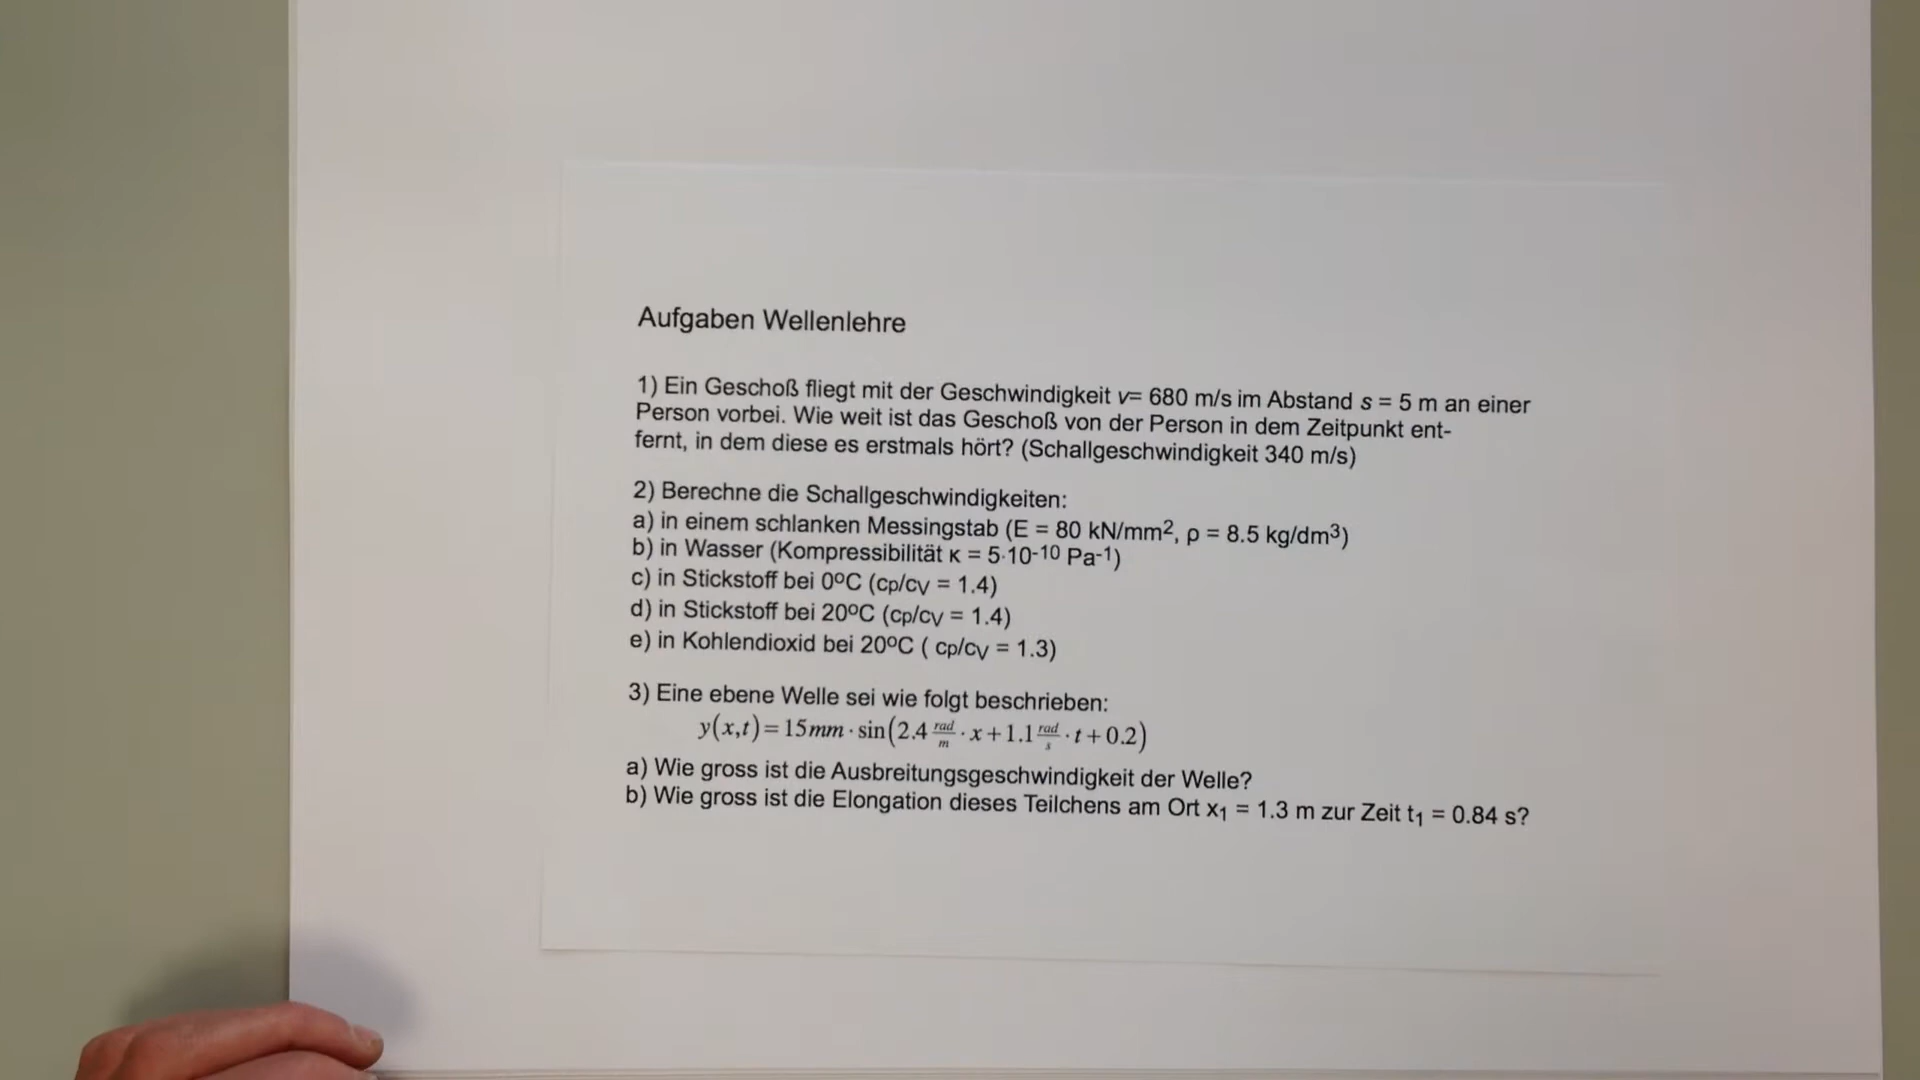 Aufgaben Wellenlehre
1) Ein Geschoß fliegt mit der Geschwindigkeit v= 680 m/s im Abstand s = 5 m an einer
Person vorbei. Wie weit ist das Geschoß von der Person in dem Zeitpunkt ent-
fernt, in dem diese es erstmals hört? (Schallgeschwindigkeit 340 m/s)
2) Berechne die Schallgeschwindigkeiten:
a) in einem schlanken Messingstab (E = 80 kN/mm², ρ = 8.5 kg/dm³)
b) in Wasser (Kompressibilität κ = 5·10⁻¹⁰ Pa⁻¹)
c) in Stickstoff bei 0ºC (cp/cv = 1.4)
d) in Stickstoff bei 20ºC (cp/cv = 1.4)
e) in Kohlendioxid bei 20ºC ( cp/cv = 1.3)
3) Eine ebene Welle sei wie folgt beschrieben:
y(x,t)=15mm·sin(2.4 rad/m ·x+1.1 rad/s ·t+0.2)
a) Wie gross ist die Ausbreitungsgeschwindigkeit der Welle?
b) Wie gross ist die Elongation dieses Teilchens am Ort x₁ = 1.3 m zur Zeit t₁ = 0.84 s?